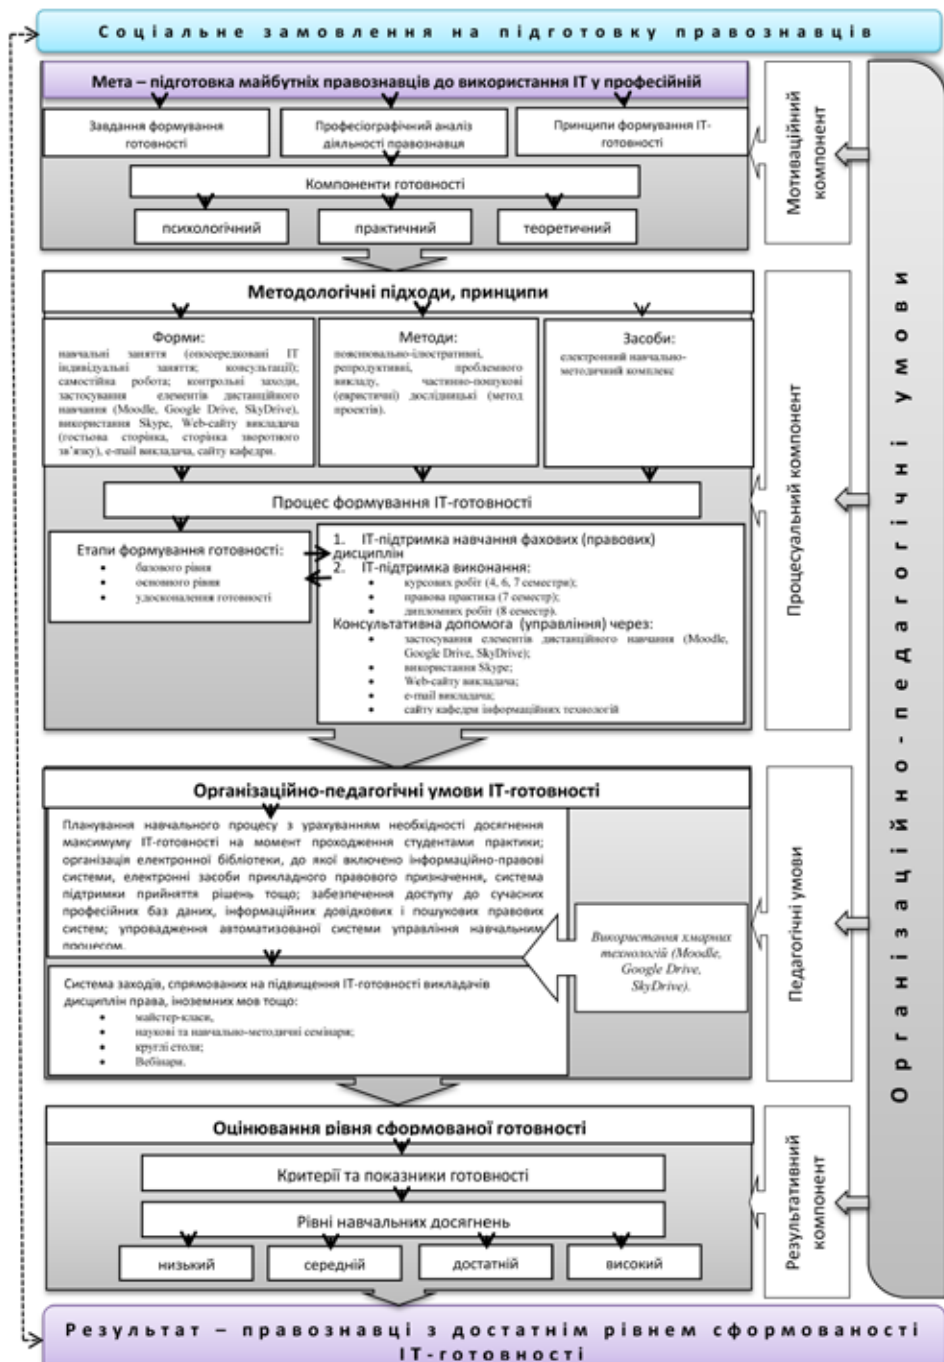 Соціальне замовлення на підготовку правознавців
Мета – підготовка майбутніх правознавців до використання ІТ у професійній
Завдання формування
готовності
Професіографічний аналіз
діяльності правознавця
Принципи формування ІТ-
готовності
Компоненти готовності
психологічний
практичний
теоретичний
Мотиваційний
компонент
Методологічні підходи, принципи
Форми:
навчальні заняття (опосередковані ІТ
індивідуальні заняття; консультації);
самостійна робота; контрольні заходи,
застосування елементів дистанційного
навчання (Moodle, Google Drive, SkyDrive),
використання Skype, Web-сайту викладача
(гостьова сторінка, сторінка зворотного
зв’язку), e-mail викладача, сайту кафедри.
Методи:
пояснювально-ілюстративні,
репродуктивні, проблемного
викладу, частинно-пошукові
(евристичні) дослідницькі (метод
проектів).
Засоби:
електронний навчально-
методичний комплекс
Процес формування ІТ-готовності
Етапи формування готовності:
• базового рівня
• основного рівня
• удосконалення готовності
1. ІТ-підтримка навчання фахових (правових)
дисциплін
2. ІТ-підтримка виконання:
• курсових робіт (4, 6, 7 семестри);
• правова практика (7 семестр);
• дипломних робіт (8 семестр).
Консультативна допомога (управління) через:
• застосування елементів дистанційного навчання (Moodle,
Google Drive, SkyDrive);
• використання Skype;
• Web-сайту викладача;
• e-mail викладача;
• сайту кафедри інформаційних технологій
Процесуальний компонент
Організаційно-педагогічні умови ІТ-готовності
Планування навчального процесу з урахуванням необхідності досягнення
максимуму ІТ-готовності на момент проходження студентами практики;
організація електронної бібліотеки, до якої включено інформаційно-правові
системи, електронні засоби прикладного правового призначення, система
підтримки прийняття рішень тощо; забезпечення доступу до сучасних
професійних баз даних, інформаційних довідкових і пошукових правових
систем; упровадження автоматизованої системи управління навчальним
процесом.
Використання хмарних
технологій (Moodle,
Google Drive,
SkyDrive).
Система заходів, спрямованих на підвищення ІТ-готовності викладачів
дисциплін права, іноземних мов тощо:
• майстер-класи,
• наукові та навчально-методичні семінари;
• круглі столи;
• Вебінари.
Педагогічні умови
Оцінювання рівня сформованої готовності
Критерії та показники готовності
Рівні навчальних досягнень
низький
середній
достатній
високий
Результативний
компонент
Організаційно-педагогічні умови
Результат – правознавці з достатнім рівнем сформованості
ІТ-готовності